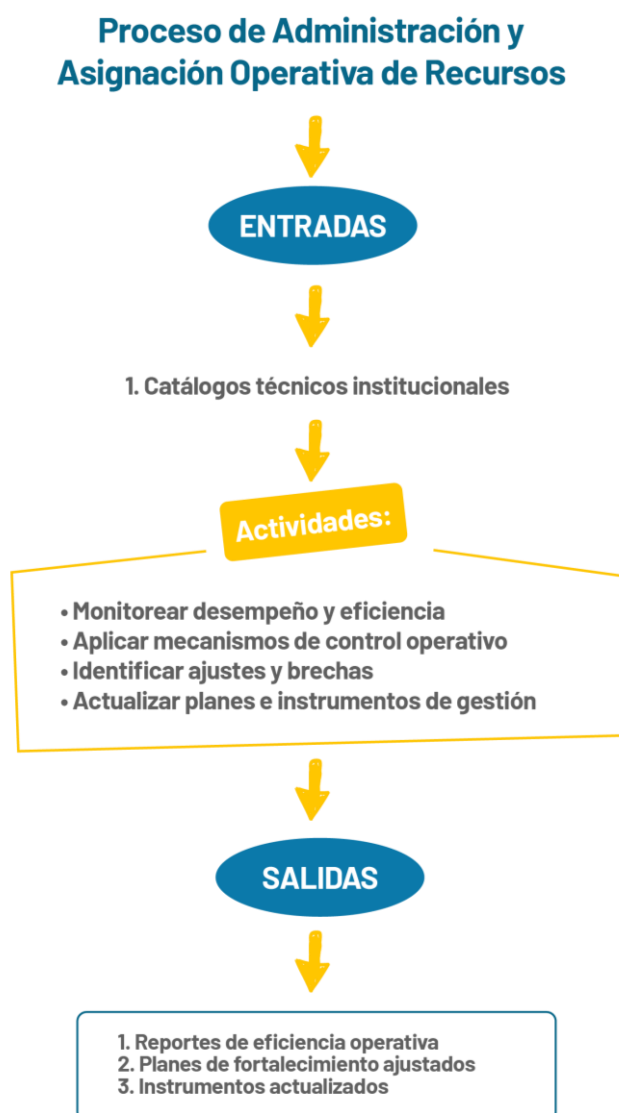 Proceso de Administración y
Asignación Operativa de Recursos
ENTRADAS
1. Catálogos técnicos institucionales
Actividades:
• Monitorear desempeño y eficiencia
• Aplicar mecanismos de control operativo
• Identificar ajustes y brechas
• Actualizar planes e instrumentos de gestión
SALIDAS
1. Reportes de eficiencia operativa
2. Planes de fortalecimiento ajustados
3. Instrumentos actualizados